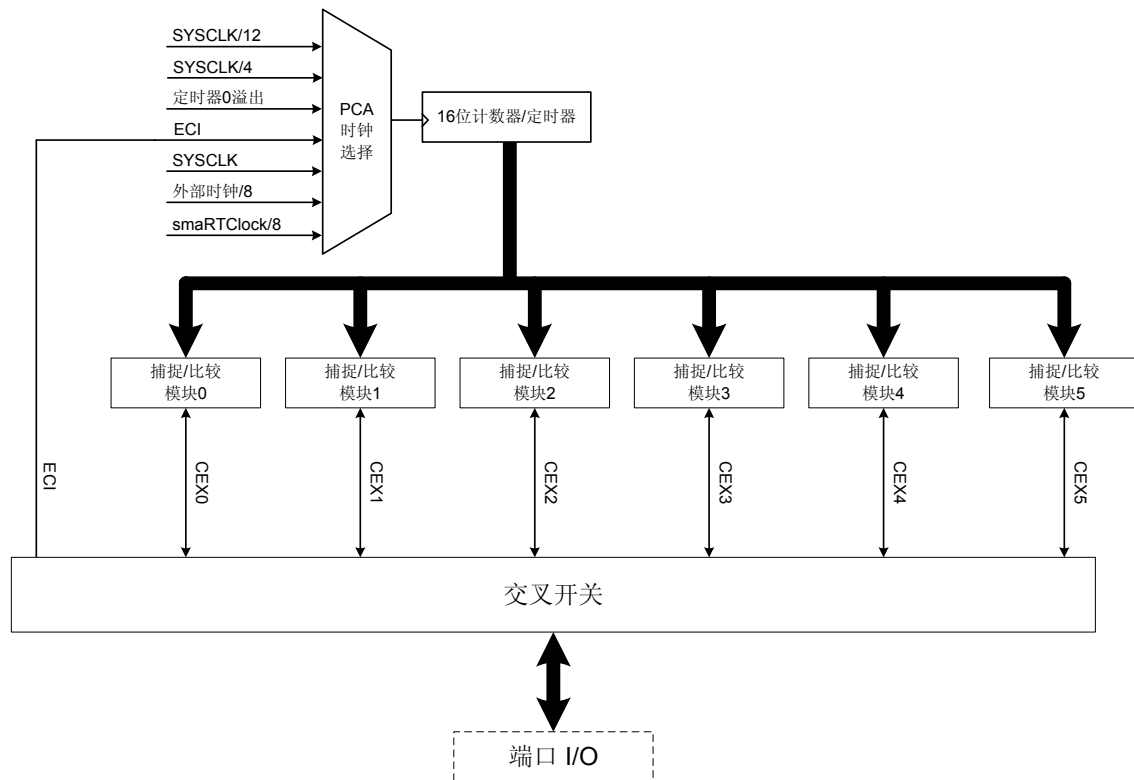 SYSCLK/12
SYSCLK/4
定时器0溢出
ECI
SYSCLK
外部时钟/8
smaRTClock/8
PCA
时钟
选择
16位计数器/定时器
捕捉/比较
模块0
捕捉/比较
模块1
捕捉/比较
模块2
捕捉/比较
模块3
捕捉/比较
模块4
捕捉/比较
模块5
ECI
CEX0
CEX1
CEX2
CEX3
CEX4
CEX5
交叉开关
端口 I/O